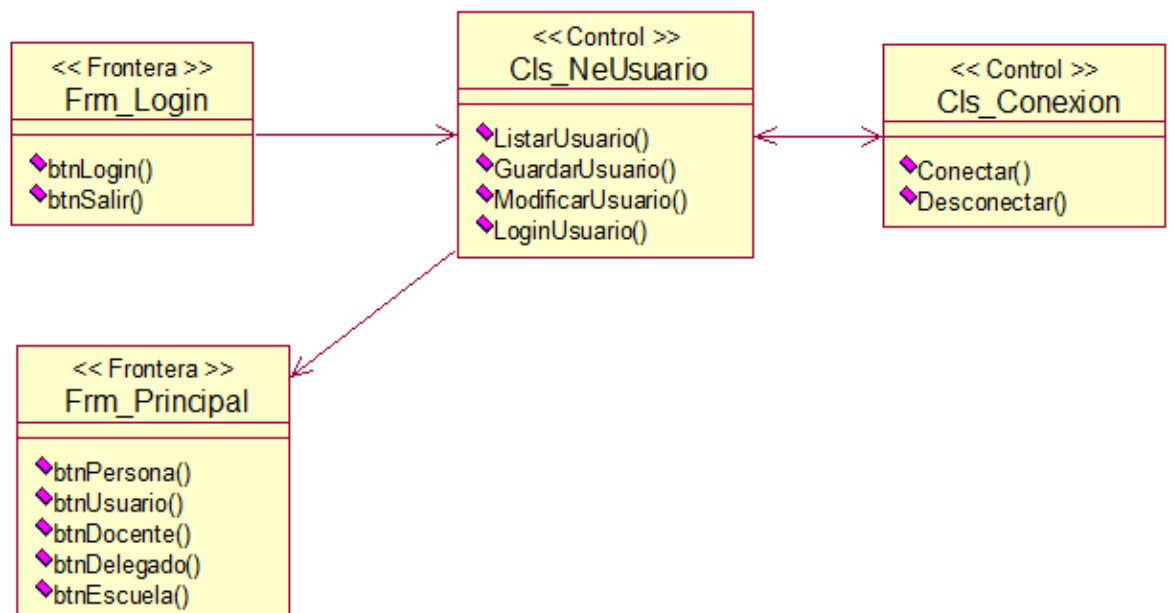 << Frontera >>
Frm_Login
btnLogin()
btnSalir()
<< Control >>
Cls_NeUsuario
ListarUsuario()
GuardarUsuario()
ModificarUsuario()
LoginUsuario()
<< Control >>
Cls_Conexion
Conectar()
Desconectar()
<< Frontera >>
Frm_Principal
btnPersona()
btnUsuario()
btnDocente()
btnDelegado()
btnEscuela()